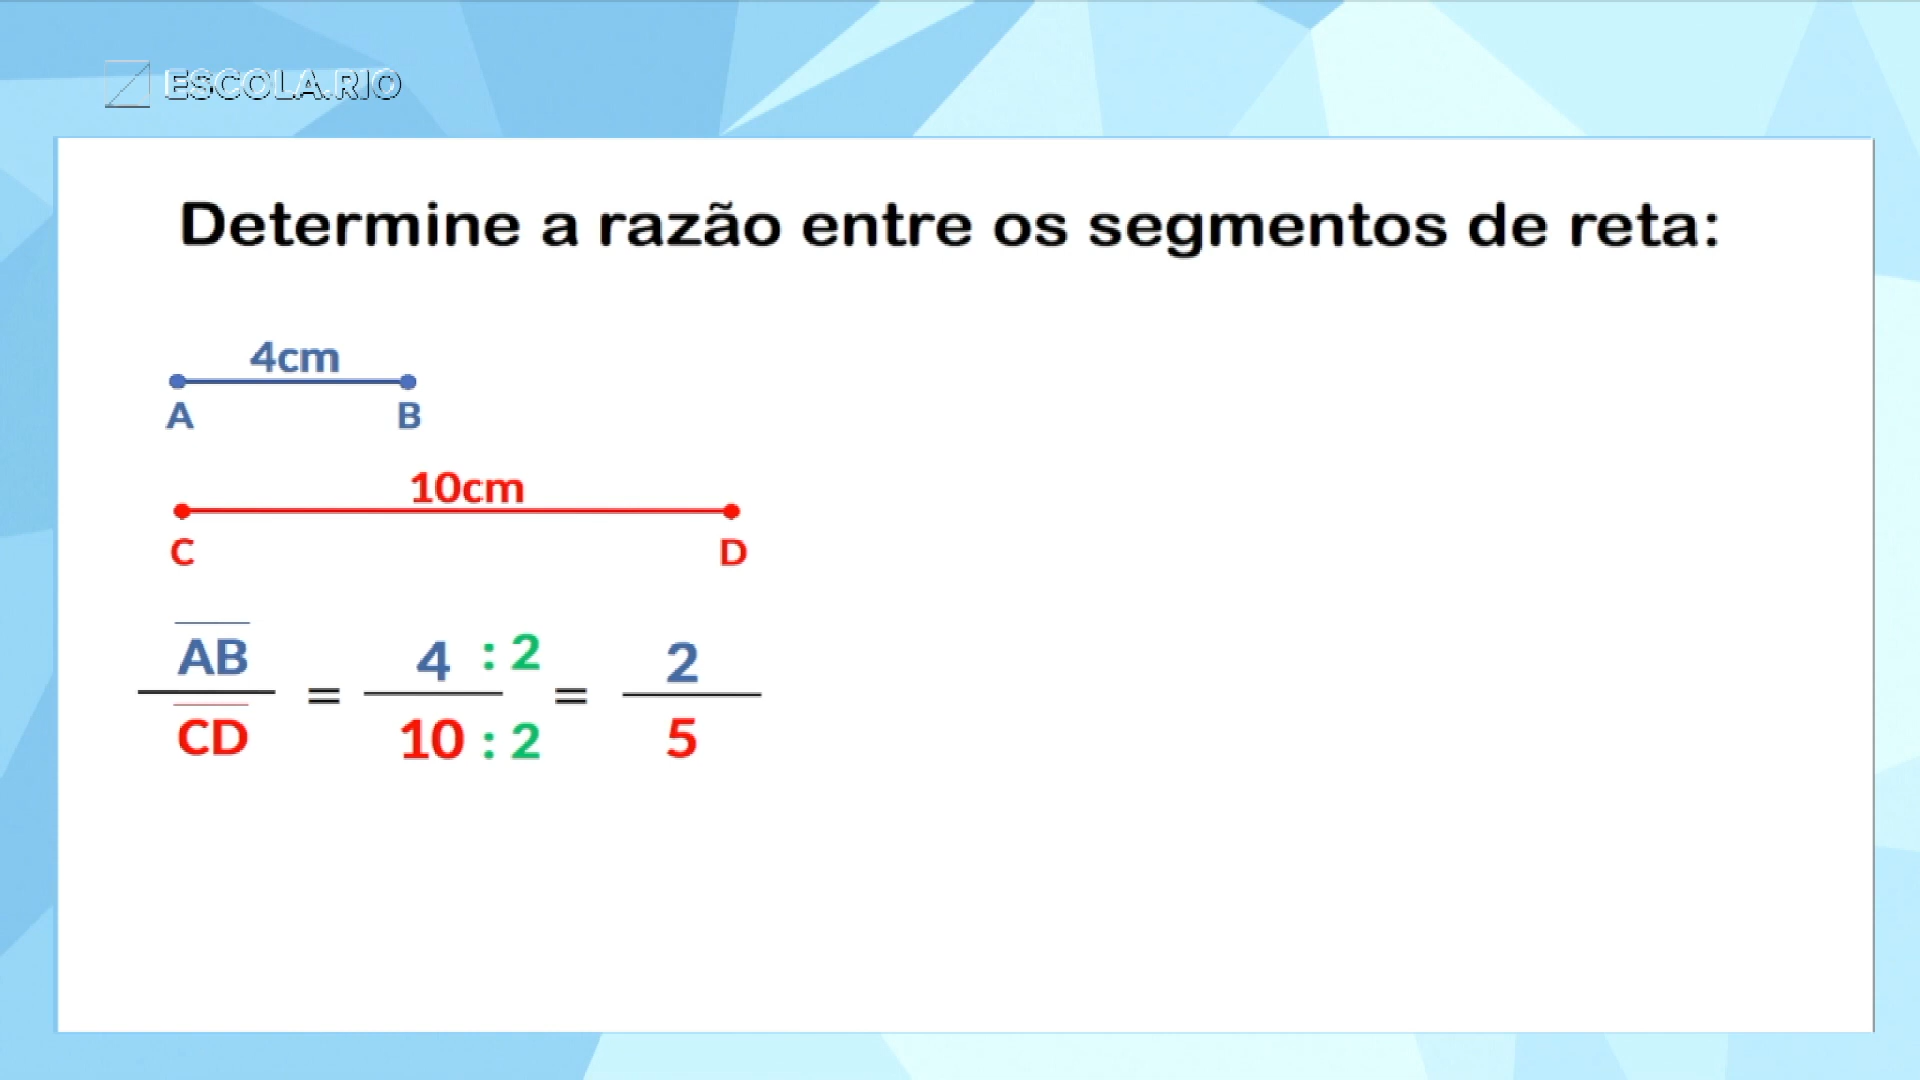 ESCOLA.RIO
Determine a razão entre os segmentos de reta:
4cm
A B
10cm
C D
AB = 4 : 2 = 2
CD 10 : 2 5